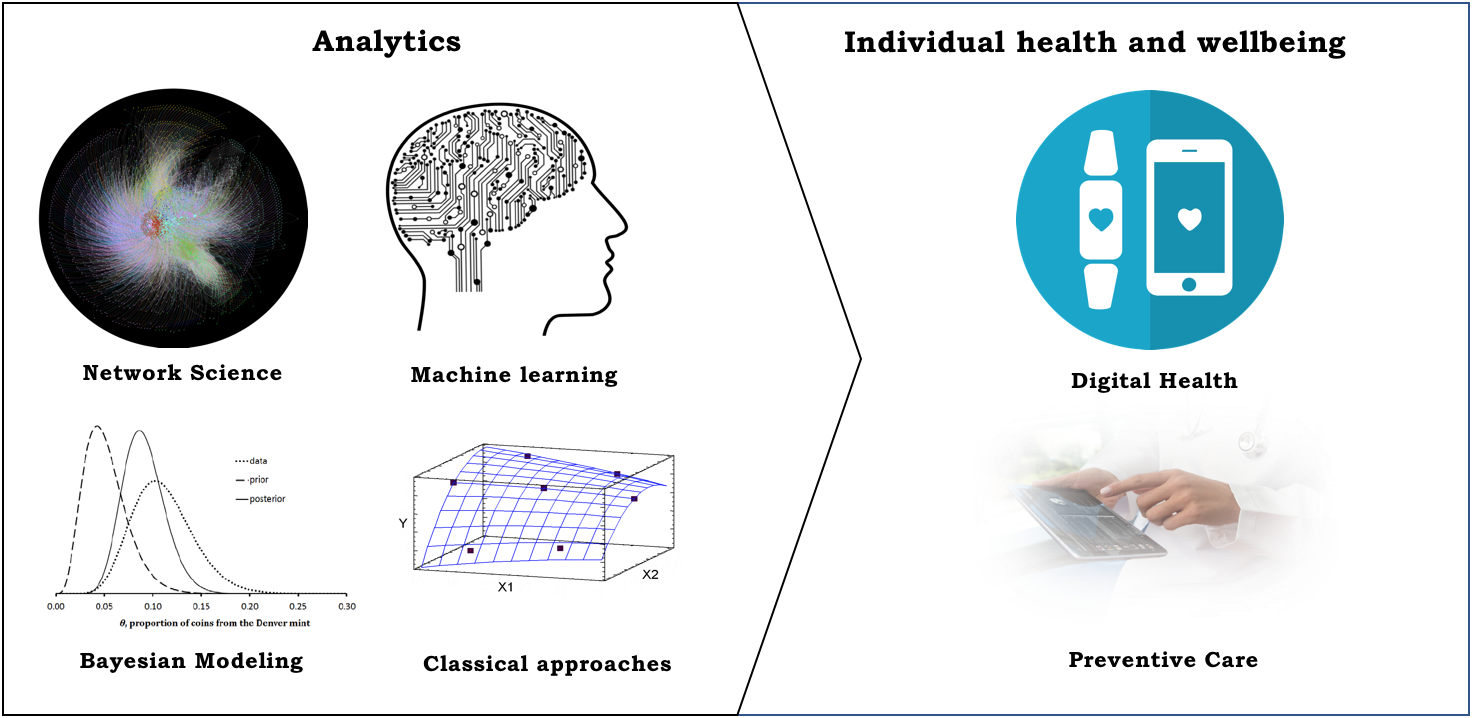 Analytics
Individual health and wellbeing
Network Science
Machine learning
Digital Health
data
prior
posterior
0.00 0.05 0.10 0.15 0.20 0.25 0.30
θ, proportion of coins from the Denver mint
Y
X1
X2
Bayesian Modeling
Classical approaches
Preventive Care